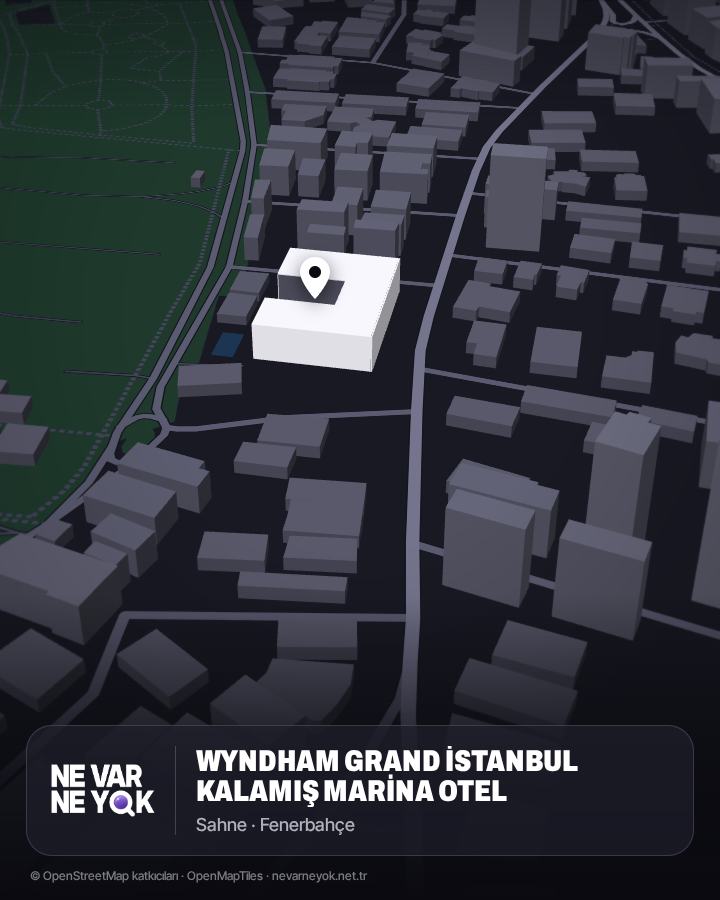 NE VAR
NE YOK
WYNDHAM GRAND İSTANBUL
KALAMIŞ MARİNA OTEL
Sahne · Fenerbahçe
© OpenStreetMap katkıcıları · OpenMapTiles · nevarneyok.net.tr